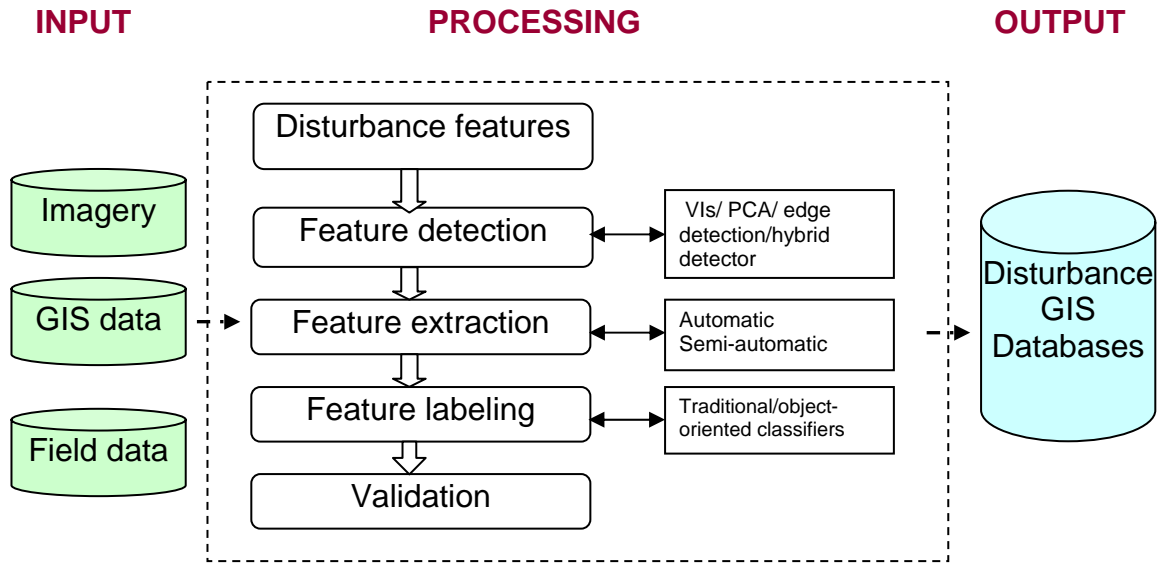 INPUT
PROCESSING
OUTPUT
Imagery
GIS data
Field data
Disturbance features
Feature detection
VIs/ PCA/ edge
detection/hybrid
detector
Feature extraction
Automatic
Semi-automatic
Feature labeling
Traditional/object-
oriented classifiers
Validation
Disturbance
GIS
Databases